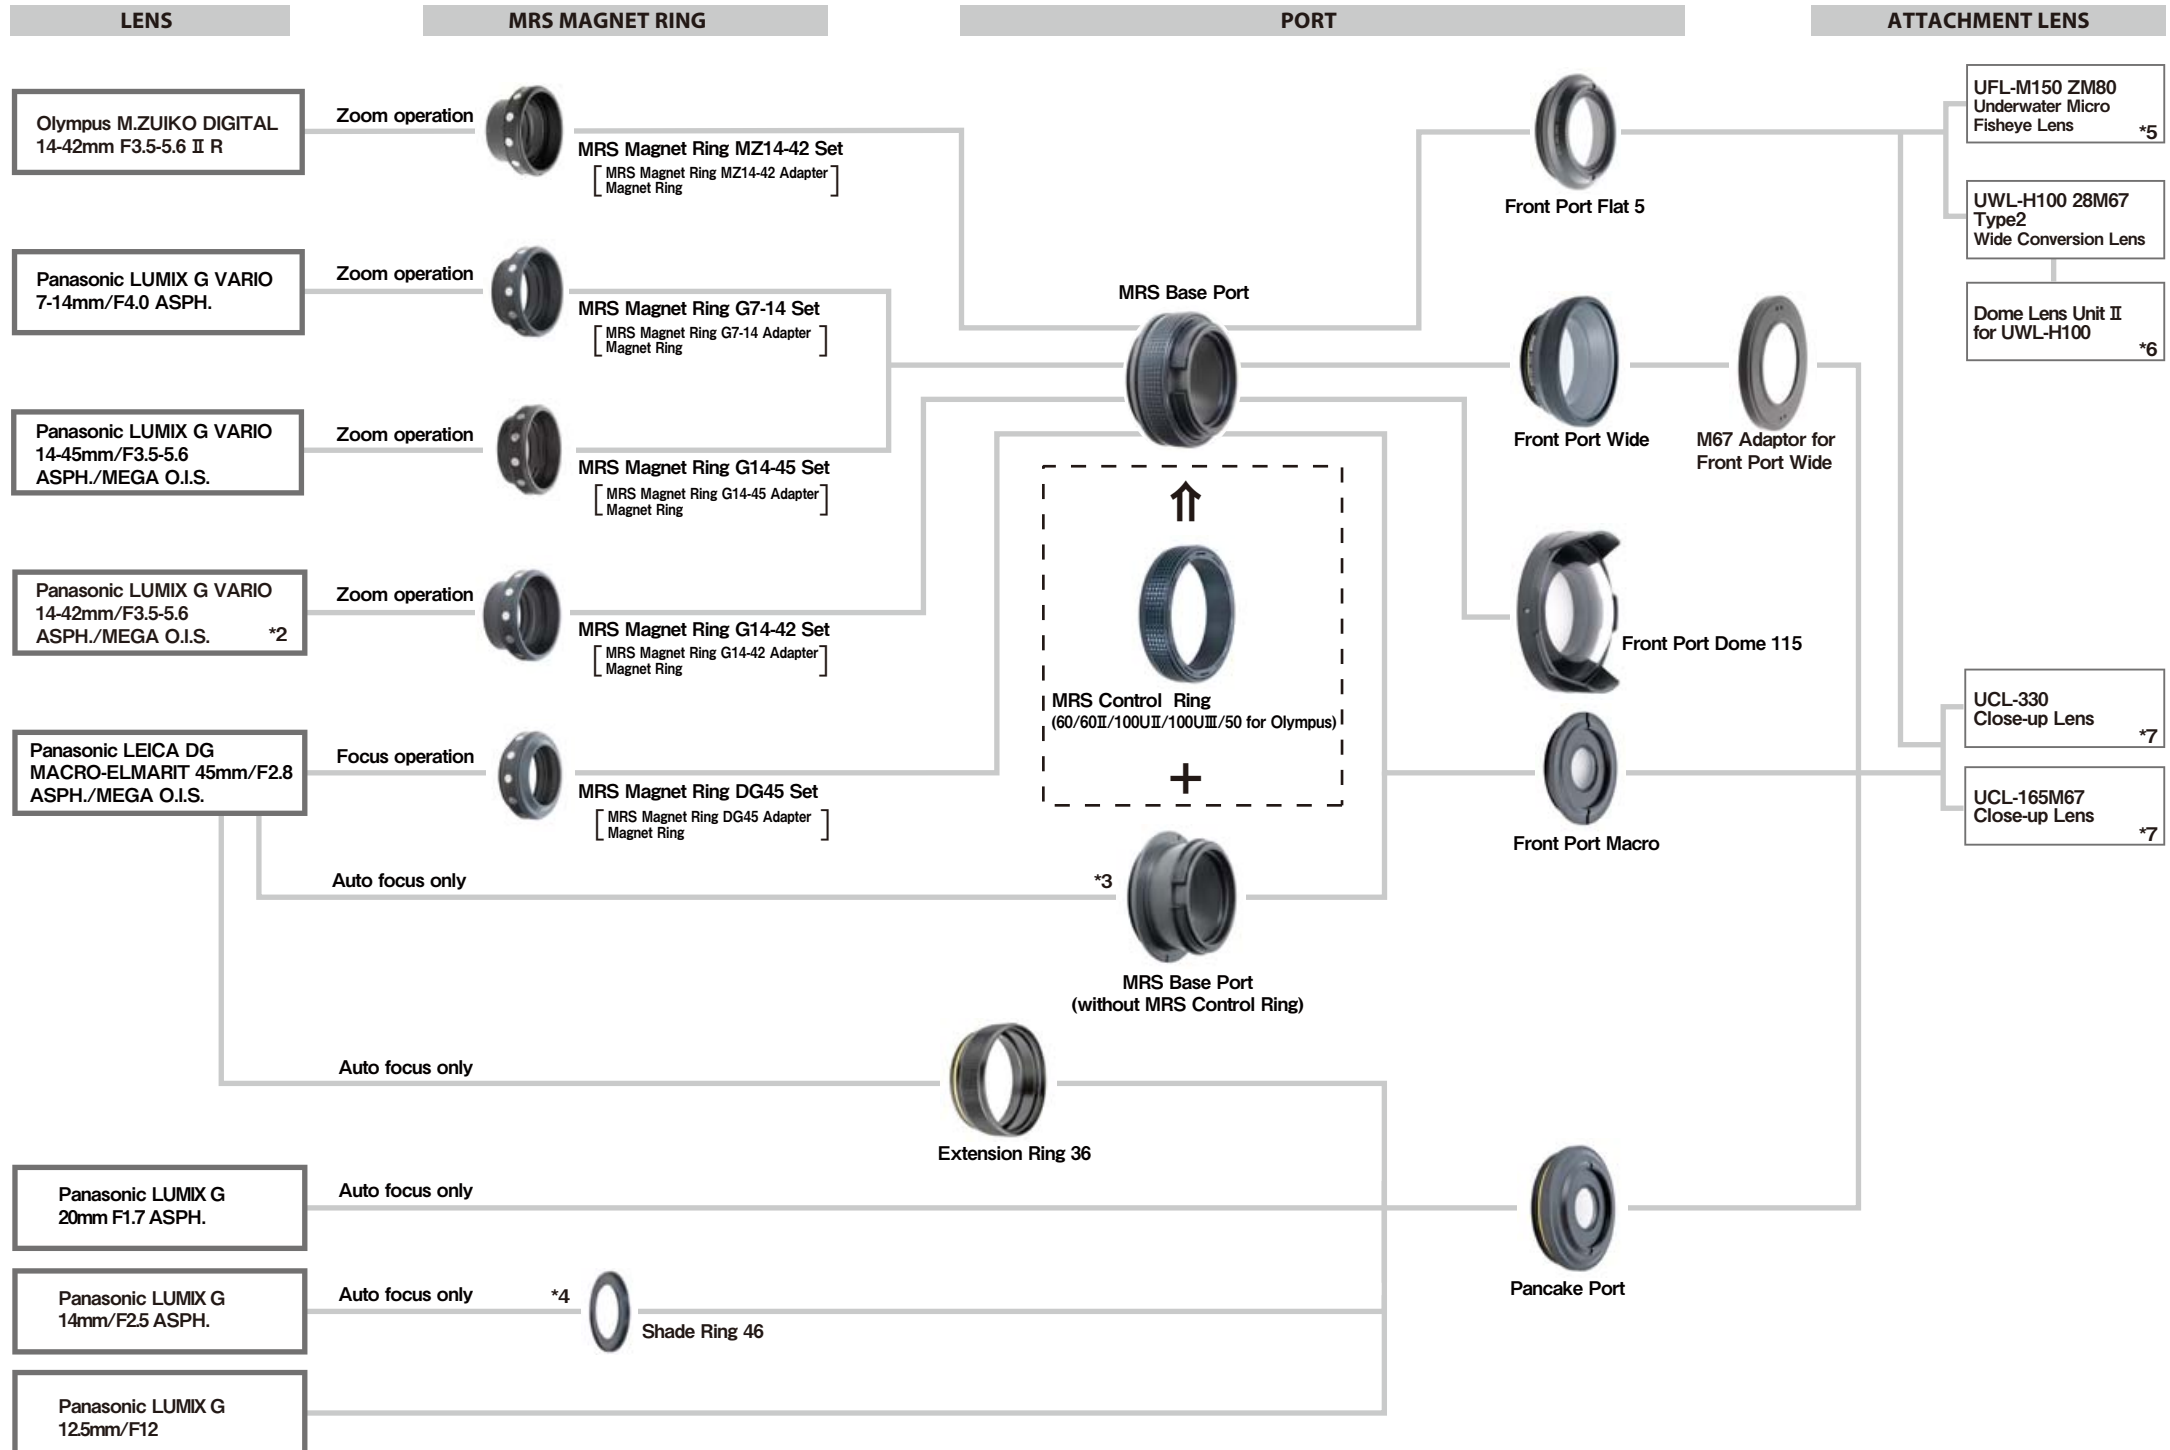 LENS
MRS MAGNET RING
PORT
ATTACHMENT LENS
Olympus M.ZUIKO DIGITAL
14-42mm F3.5-5.6 Ⅱ R
Zoom operation
MRS Magnet Ring MZ14-42 Set
MRS Magnet Ring MZ14-42 Adapter
Magnet Ring
Front Port Flat 5
UFL-M150 ZM80
Underwater Micro
Fisheye Lens
*5
UWL-H100 28M67
Type2
Wide Conversion Lens
Dome Lens Unit Ⅱ
for UWL-H100
*6
Panasonic LUMIX G VARIO
7-14mm/F4.0 ASPH.
Zoom operation
MRS Magnet Ring G7-14 Set
MRS Magnet Ring G7-14 Adapter
Magnet Ring
MRS Base Port
Front Port Wide
M67 Adaptor for
Front Port Wide
Panasonic LUMIX G VARIO
14-45mm/F3.5-5.6
ASPH./MEGA O.I.S.
Zoom operation
MRS Magnet Ring G14-45 Set
MRS Magnet Ring G14-45 Adapter
Magnet Ring
⇑
Panasonic LUMIX G VARIO
14-42mm/F3.5-5.6
ASPH./MEGA O.I.S. *2
Zoom operation
MRS Magnet Ring G14-42 Set
MRS Magnet Ring G14-42 Adapter
Magnet Ring
MRS Control Ring
(60/60Ⅱ/100UⅡ/100UⅢ/50 for Olympus)
+
Front Port Dome 115
UCL-330
Close-up Lens
*7
UCL-165M67
Close-up Lens
*7
Panasonic LEICA DG
MACRO-ELMARIT 45mm/F2.8
ASPH./MEGA O.I.S.
Focus operation
MRS Magnet Ring DG45 Set
MRS Magnet Ring DG45 Adapter
Magnet Ring
Front Port Macro
Auto focus only
*3
MRS Base Port
(without MRS Control Ring)
Auto focus only
Extension Ring 36
Panasonic LUMIX G
20mm F1.7 ASPH.
Auto focus only
Pancake Port
Panasonic LUMIX G
14mm/F2.5 ASPH.
Auto focus only
*4
Shade Ring 46
Panasonic LUMIX G
12.5mm/F12